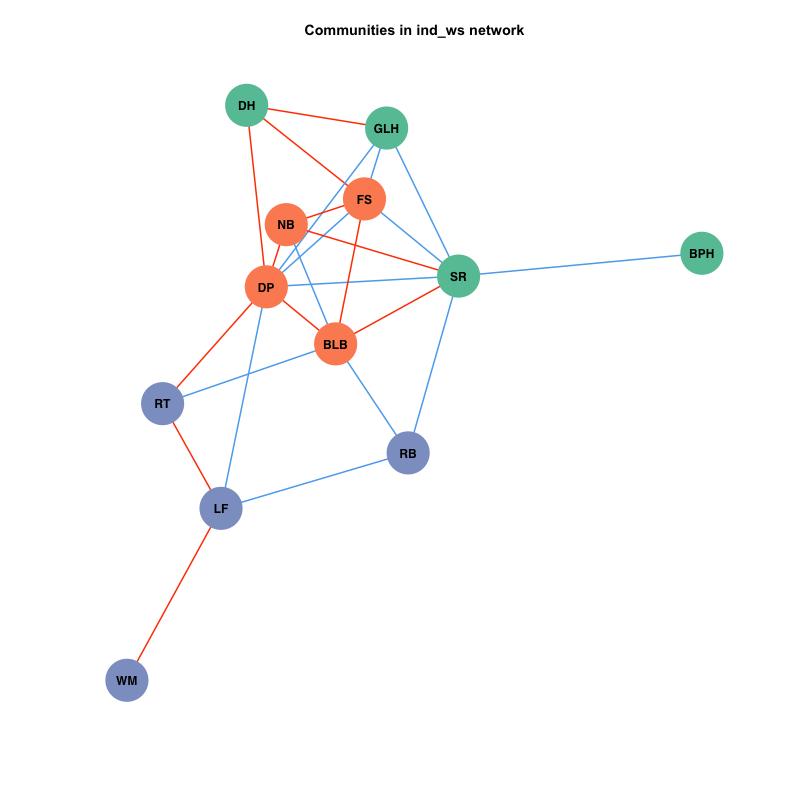 Communities in ind_ws network
DH
GLH
FS
NB
BPH
SR
DP
BLB
RT
RB
LF
WM